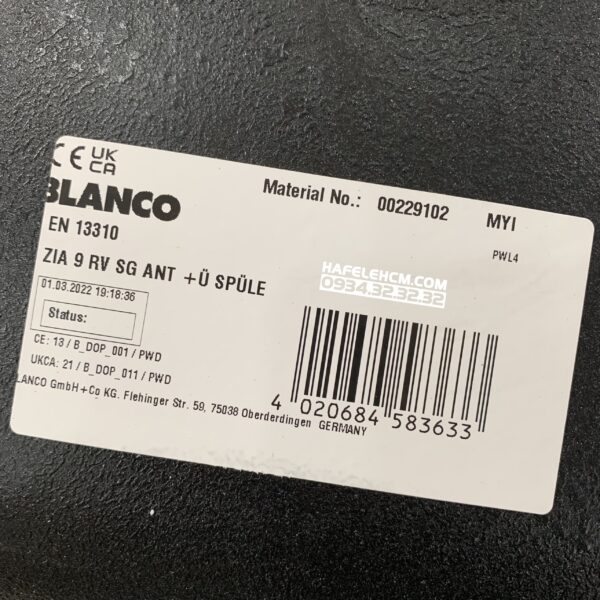 CE UK
CA
BLANCO
Material No.: 00229102 MYI
EN 13310
PWL4
ZIA 9 RV SG ANT +Ü SPÜLE
HAFELEHCM.COM
0934.32.32.32
01.03.2022 19:18:36
Status:
CE: 13 / B_DOP_001 / PWD
UKCA: 21 / B_DOP_011 / PWD
LANCO GmbH+Co KG. Flehinger Str. 59, 75038 Oberderdingen GERMANY
4 020684 583633